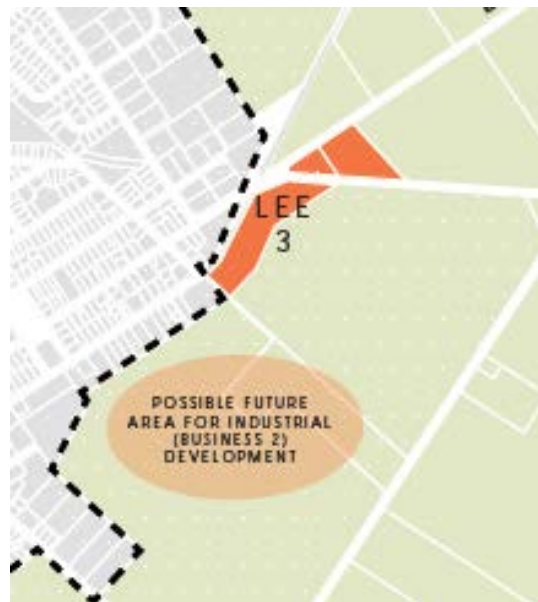 LEE
3
POSSIBLE FUTURE
AREA FOR INDUSTRIAL
(BUSINESS 2)
DEVELOPMENT